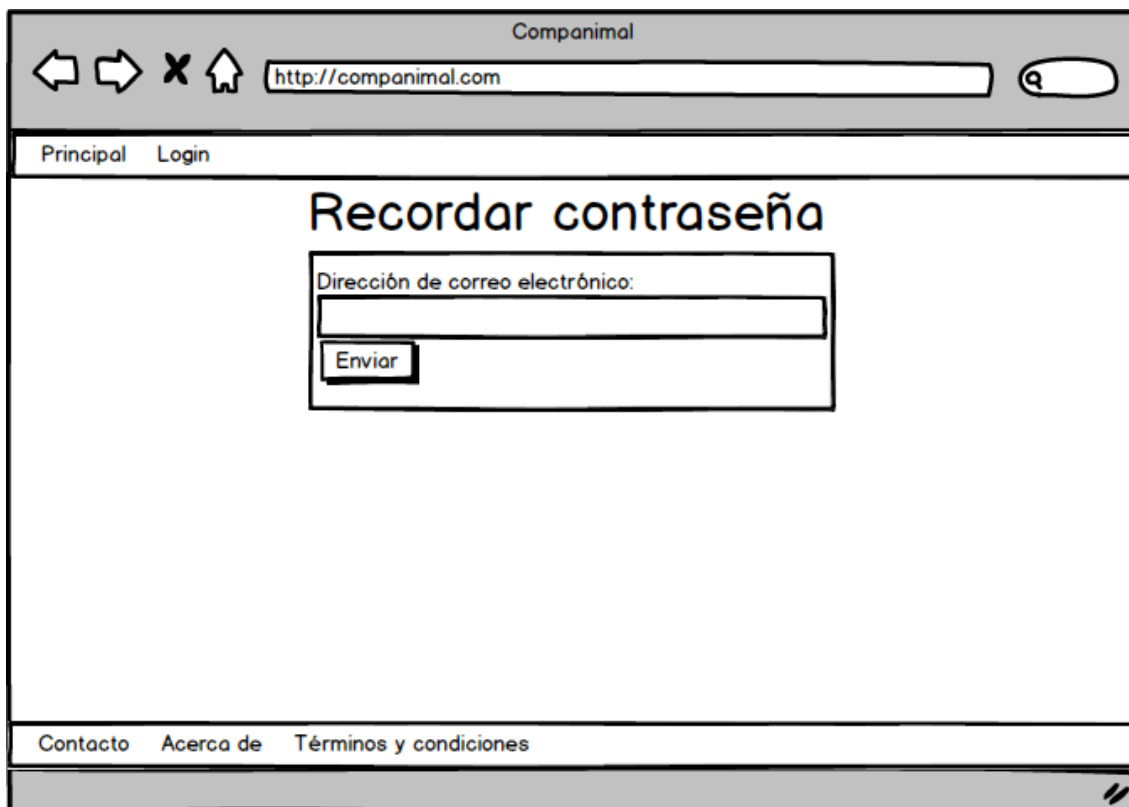 Companimal
http://companimal.com
Principal Login
Recordar contraseña
Dirección de correo electrónico:
Enviar
Contacto Acerca de Términos y condiciones